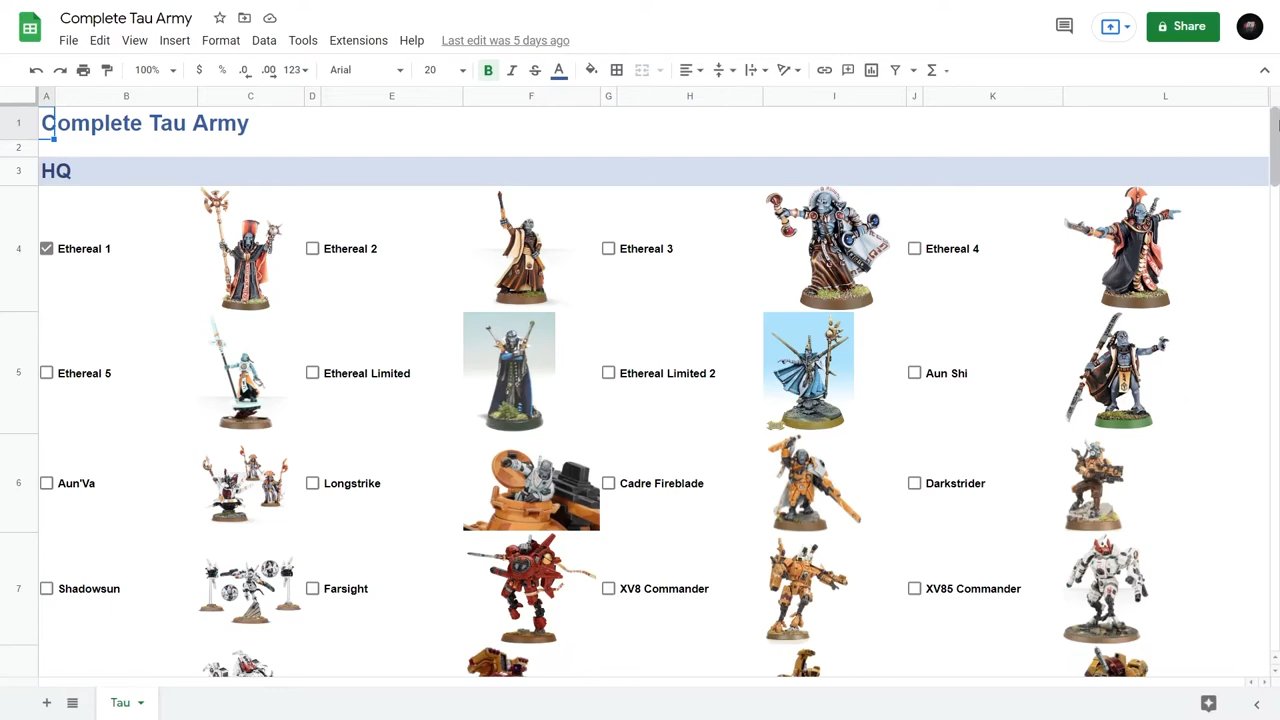 Complete Tau Army
File Edit View Insert Format Data Tools Extensions Help Last edit was 5 days ago
Share
100% $ % .0 .00 123 Arial 20 B I S A
A B C D E F G H I J K L
1 Complete Tau Army
2
3 HQ
4 Ethereal 1 Ethereal 2 Ethereal 3 Ethereal 4
5 Ethereal 5 Ethereal Limited Ethereal Limited 2 Aun Shi
6 Aun'Va Longstrike Cadre Fireblade Darkstrider
7 Shadowsun Farsight XV8 Commander XV85 Commander
Tau